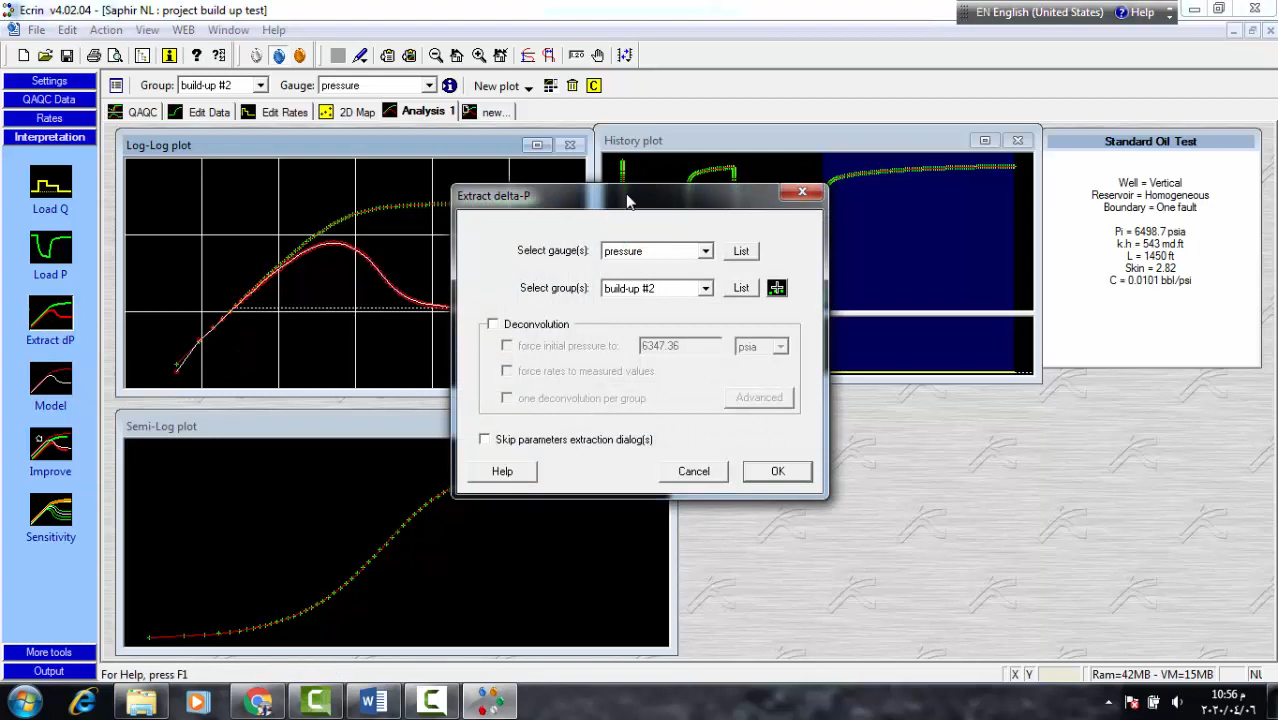 Ecrin v4.02.04 - [Saphir NL : project build up test]
EN English (United States) Help
File Edit Action View WEB Window Help
F20
Group: build-up #2 Gauge: pressure New plot C
Settings
QAQC Data
Rates
Interpretation
Load Q
Load P
Extract dP
Model
Improve
Sensitivity
More tools
Output
QAQC Edit Data Edit Rates 2D Map Analysis 1 new...
Log-Log plot
History plot
Semi-Log plot
Standard Oil Test
Well = Vertical
Reservoir = Homogeneous
Boundary = One fault
Pi = 6498.7 psia
k.h = 543 md.ft
L = 1450 ft
Skin = 2.82
C = 0.0101 bbl/psi
Extract delta-P
Select gauge(s): pressure List
Select group(s): build-up #2 List
Deconvolution
force initial pressure to: 6347.36 psia
force rates to measured values
one deconvolution per group Advanced
Skip parameters extraction dialog(s)
Help Cancel OK
For Help, press F1
X Y Ram=42MB - VM=15MB
10:56 م
٢٠٢٠/٠٤/٠٦